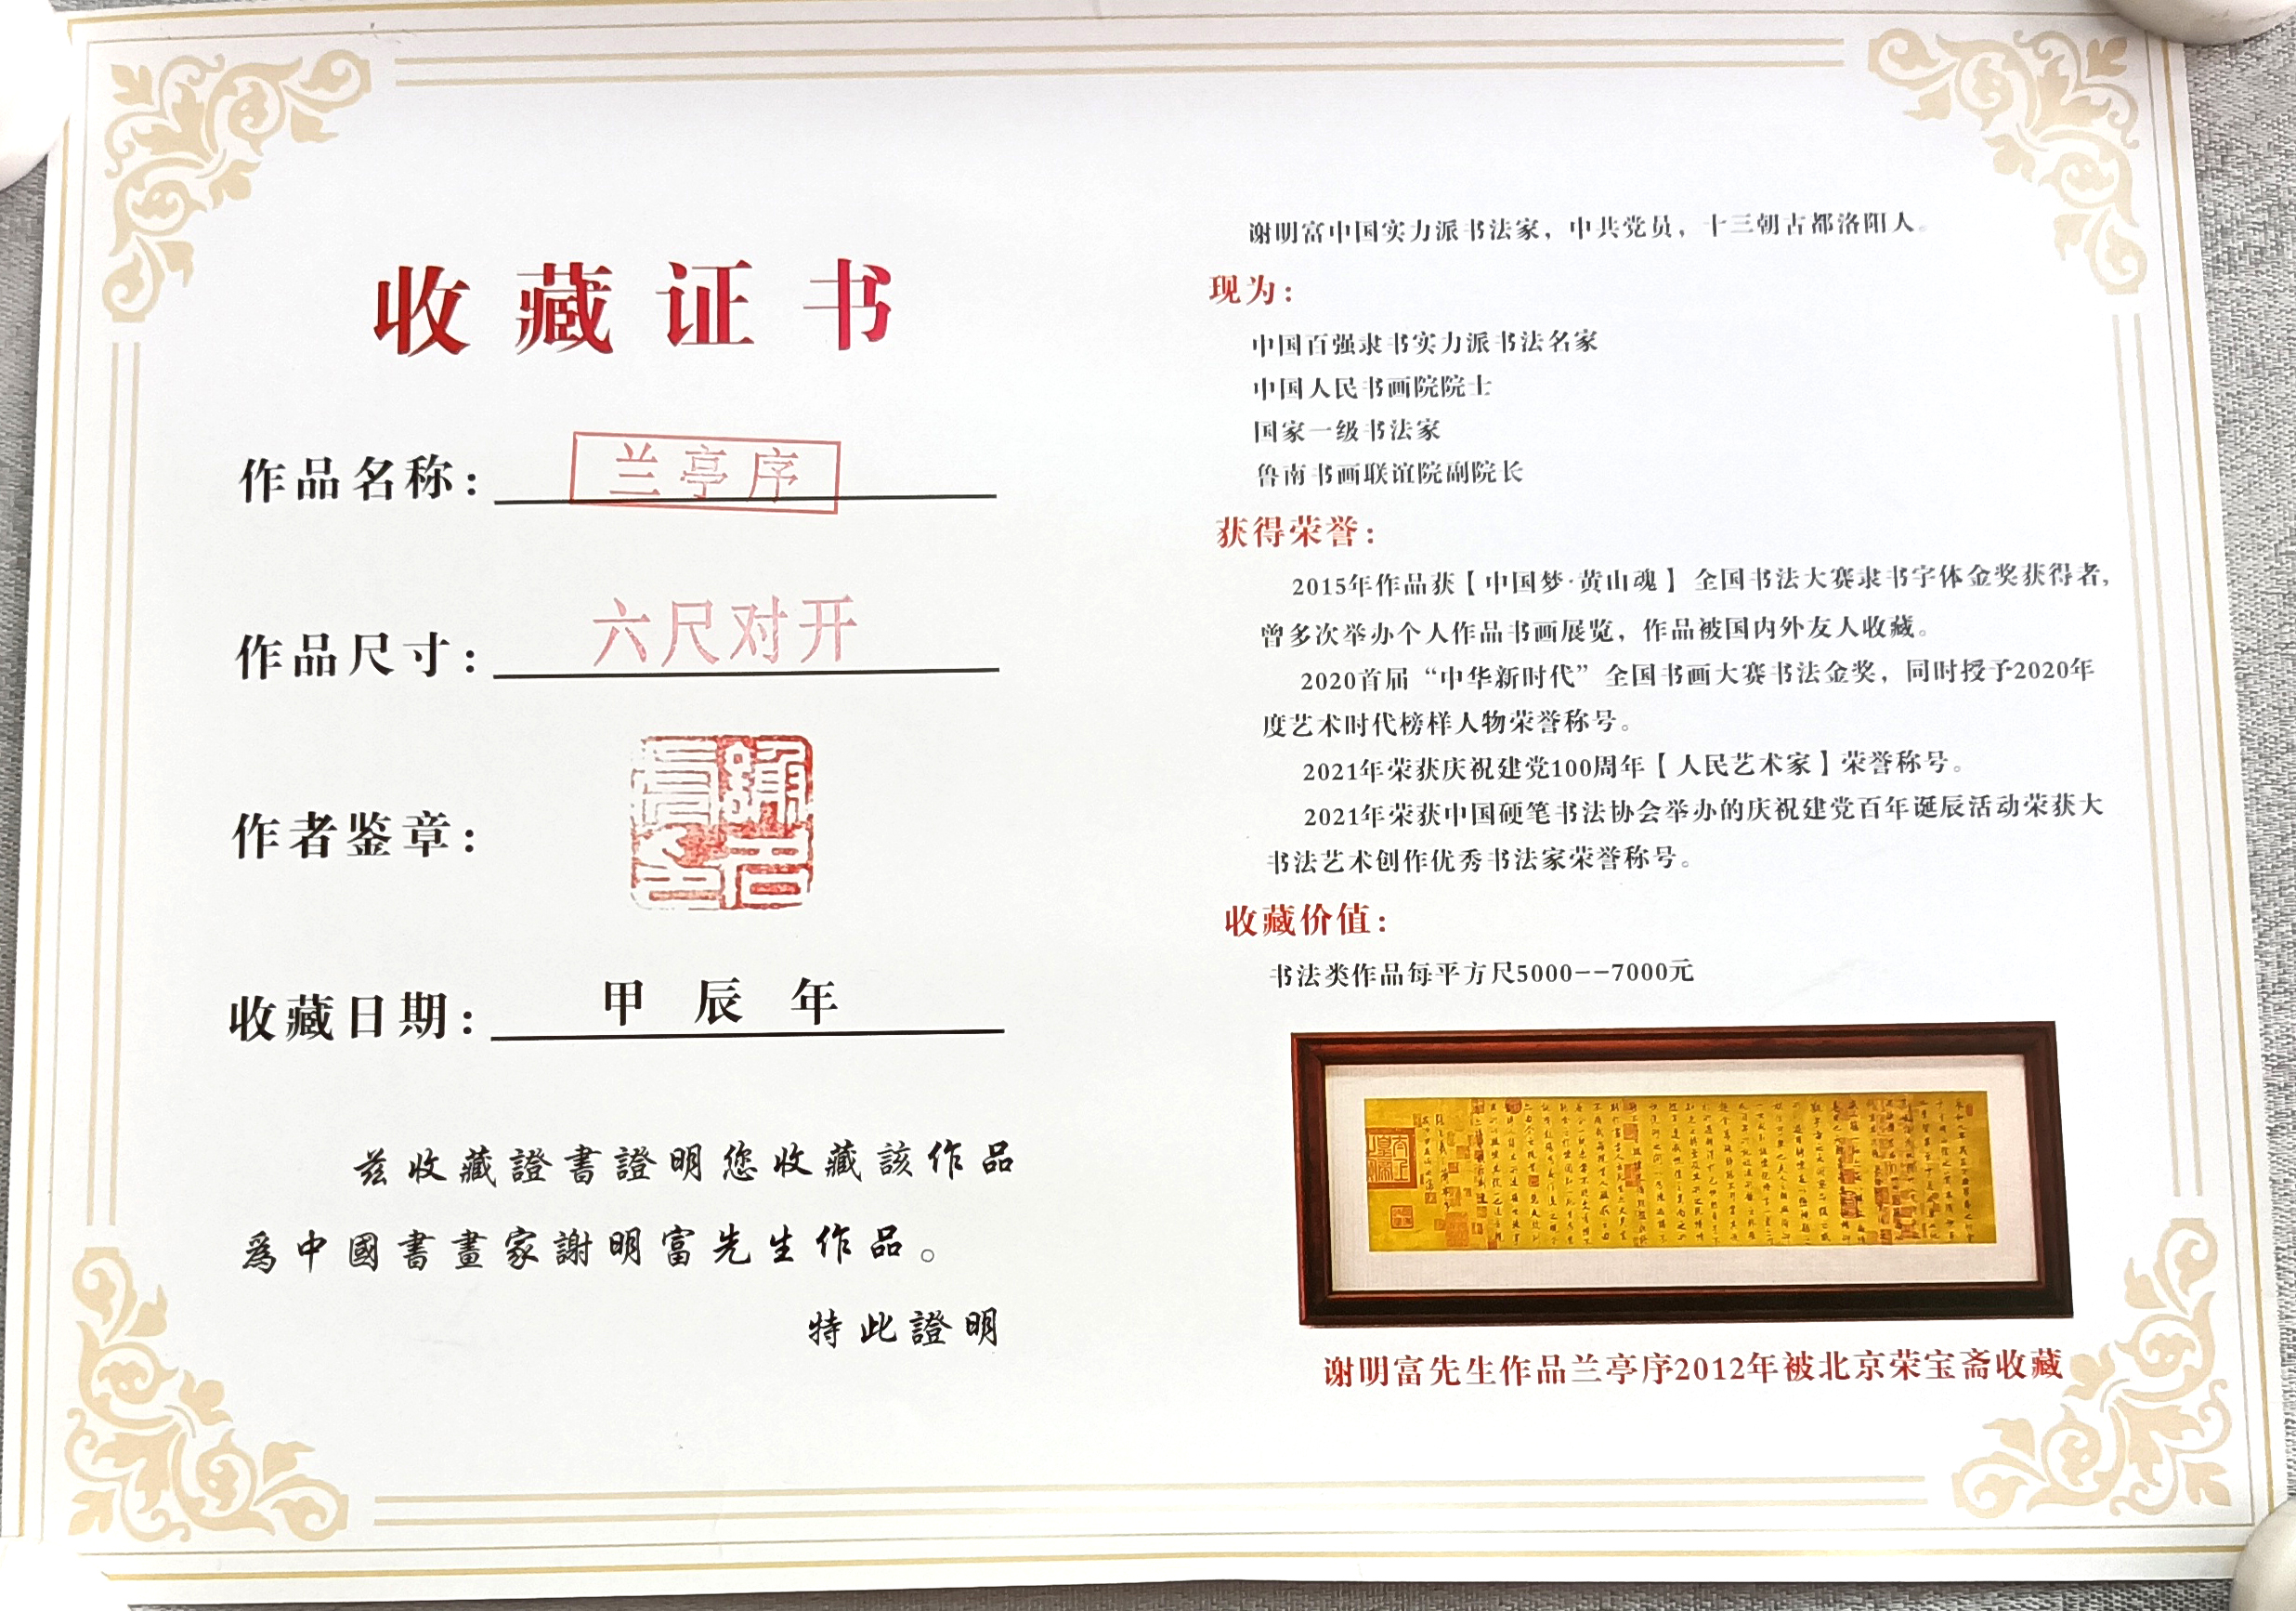 收藏证书
作品名称：兰亭序
作品尺寸：六尺对开
作者鉴章：
收藏日期：甲辰年
兹收藏證書證明您收藏該作品
爲中國書畫家謝明富先生作品。
特此證明
谢明富中国实力派书法家，中共党员，十三朝古都洛阳人。
现为：
中国百强隶书实力派书法名家
中国人民书画院院士
国家一级书法家
鲁南书画联谊院副院长
获得荣誉：
2015年作品获【中国梦·黄山魂】全国书法大赛隶书字体金奖获得者，
曾多次举办个人作品书画展览，作品被国内外友人收藏。
2020首届“中华新时代”全国书画大赛书法金奖，同时授予2020年
度艺术时代榜样人物荣誉称号。
2021年荣获庆祝建党100周年【人民艺术家】荣誉称号。
2021年荣获中国硬笔书法协会举办的庆祝建党百年诞辰活动荣获大
书法艺术创作优秀书法家荣誉称号。
收藏价值：
书法类作品每平方尺5000--7000元
谢明富先生作品兰亭序2012年被北京荣宝斋收藏